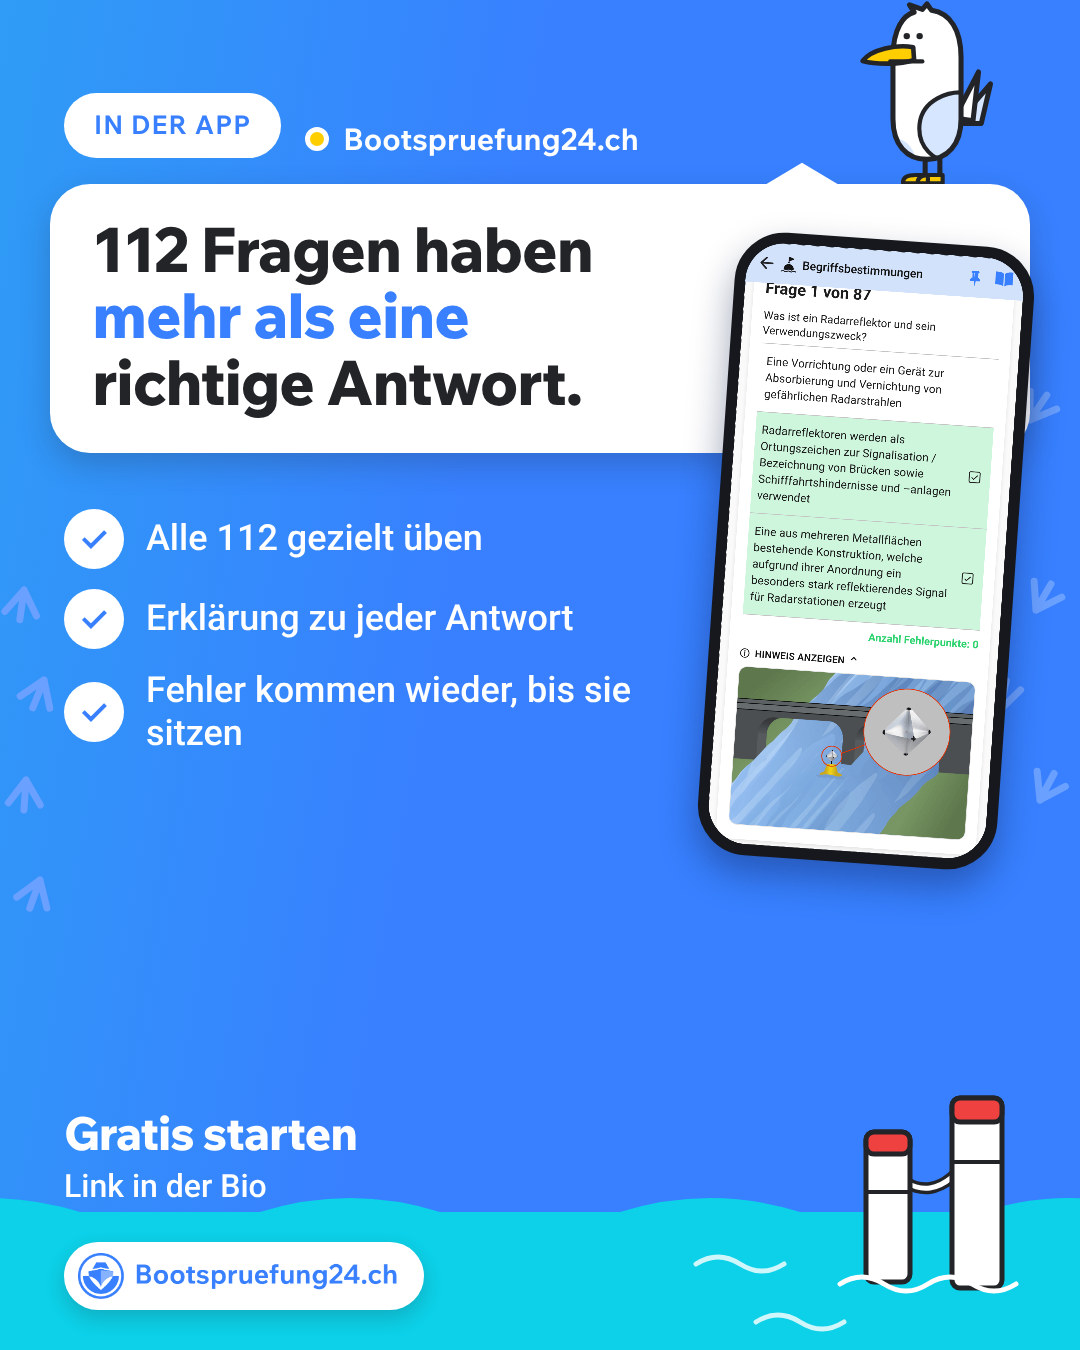 IN DER APP
Bootspruefung24.ch
112 Fragen haben
mehr als eine
richtige Antwort.
Alle 112 gezielt üben
Erklärung zu jeder Antwort
Fehler kommen wieder, bis sie
sitzen
Begriffsbestimmungen
Frage 1 von 87
Was ist ein Radarreflektor und sein
Verwendungszweck?
Eine Vorrichtung oder ein Gerät zur
Absorbierung und Vernichtung von
gefährlichen Radarstrahlen
Radarreflektoren werden als
Ortungszeichen zur Signalisation /
Bezeichnung von Brücken sowie
Schifffahrtshindernisse und –anlagen
verwendet
Eine aus mehreren Metallflächen
bestehende Konstruktion, welche
aufgrund ihrer Anordnung ein
besonders stark reflektierendes Signal
für Radarstationen erzeugt
Anzahl Fehlerpunkte: 0
HINWEIS ANZEIGEN
Gratis starten
Link in der Bio
Bootspruefung24.ch